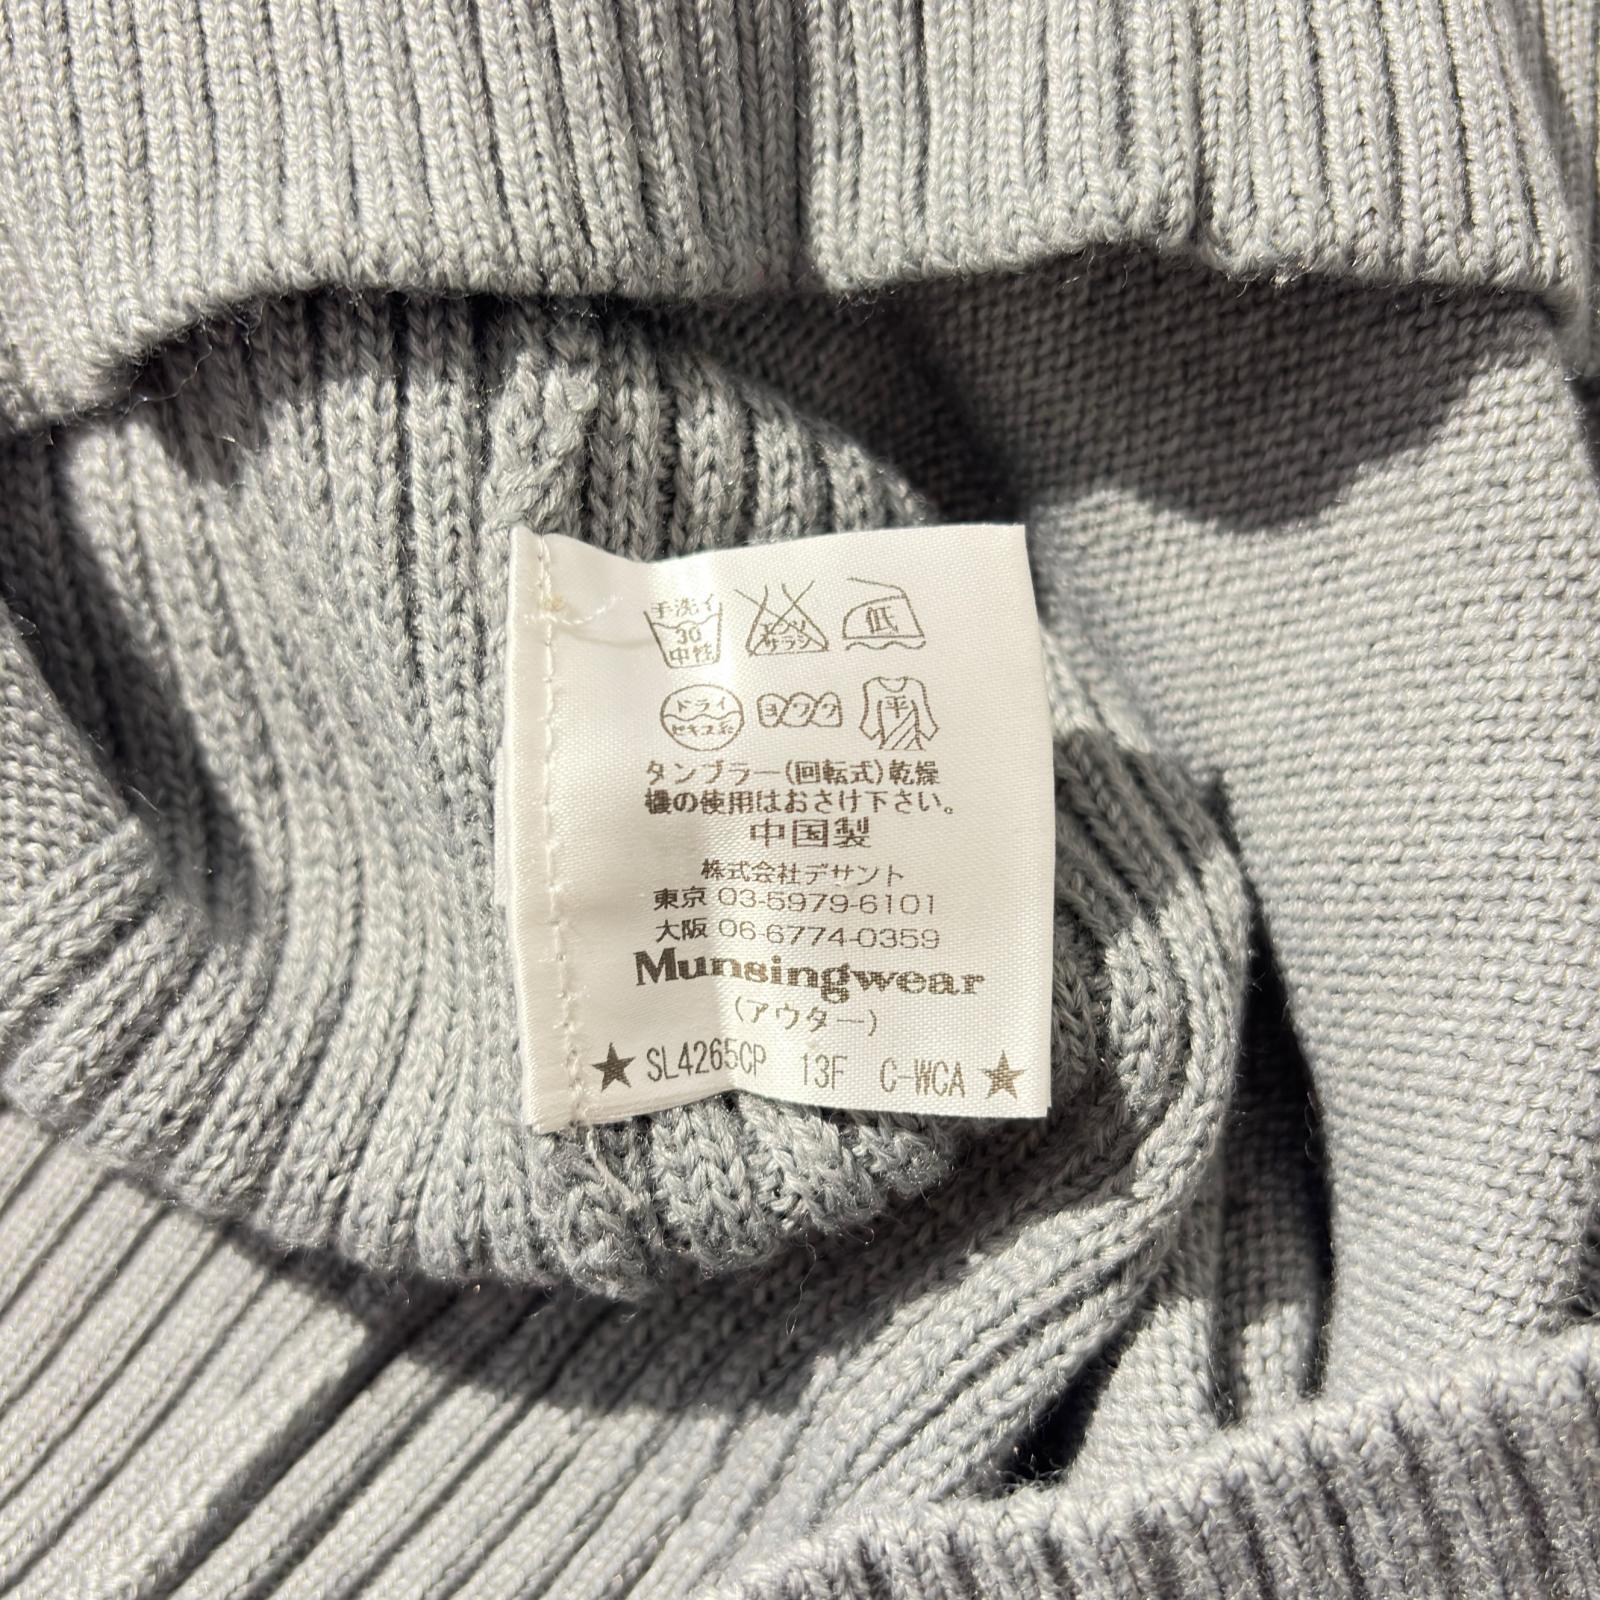 手洗イ
30
中性
エンソ
サラシ
低
ドライ
セキユ系
ヨワク
平
タンブラー(回転式)乾燥
機の使用はおさけ下さい。
中国製
株式会社デサント
東京 03-5979-6101
大阪 06-6774-0359
Munsingwear
(アウター)
★ SL4265CP 13F C-WCA ★